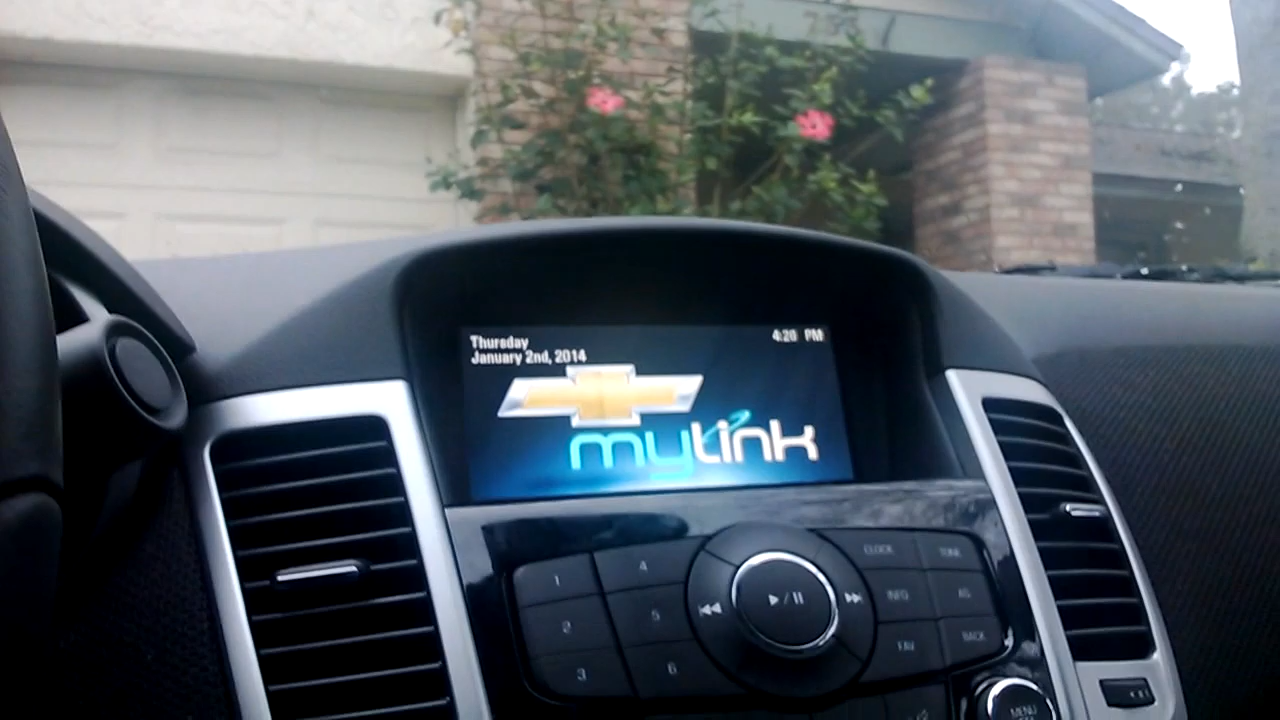 Thursday
4:20 PM
January 2nd, 2014
mylink
1
4
CLOCK
TONE
2
5
INFO
AS
3
6
FAV
BACK
MENU